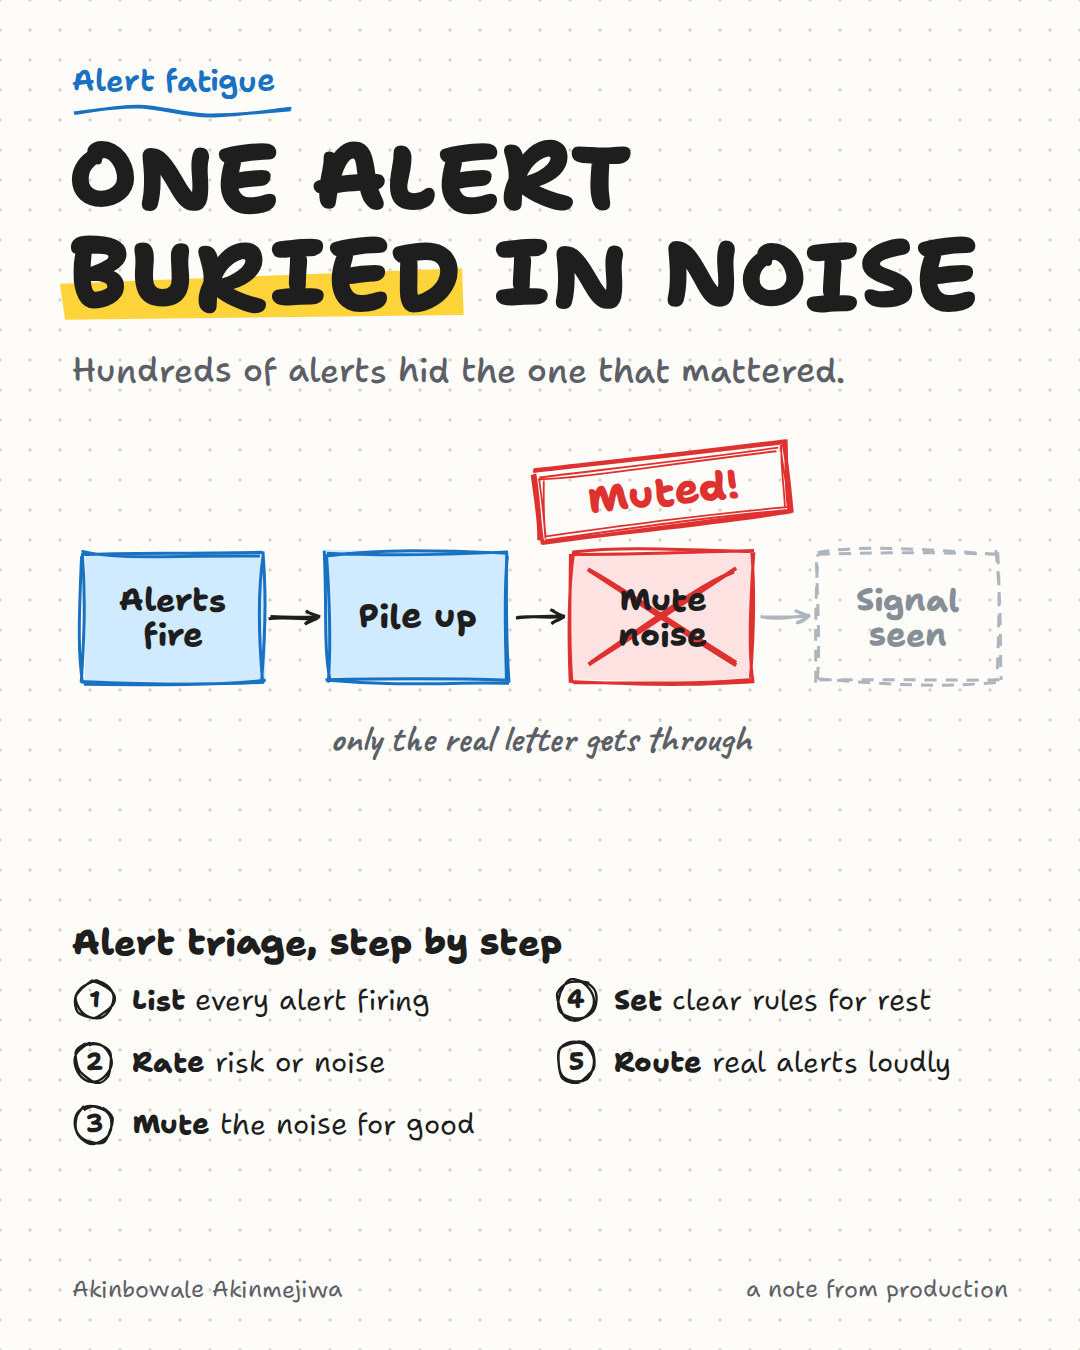 Alert fatigue
ONE ALERT
BURIED IN NOISE
Hundreds of alerts hid the one that mattered.
Muted!
Alerts
fire
Pile up
Mute
noise
Signal
seen
only the real letter gets through
Alert triage, step by step
1 List every alert firing
2 Rate risk or noise
3 Mute the noise for good
4 Set clear rules for rest
5 Route real alerts loudly
Akinbowale Akinmejiwa
a note from production